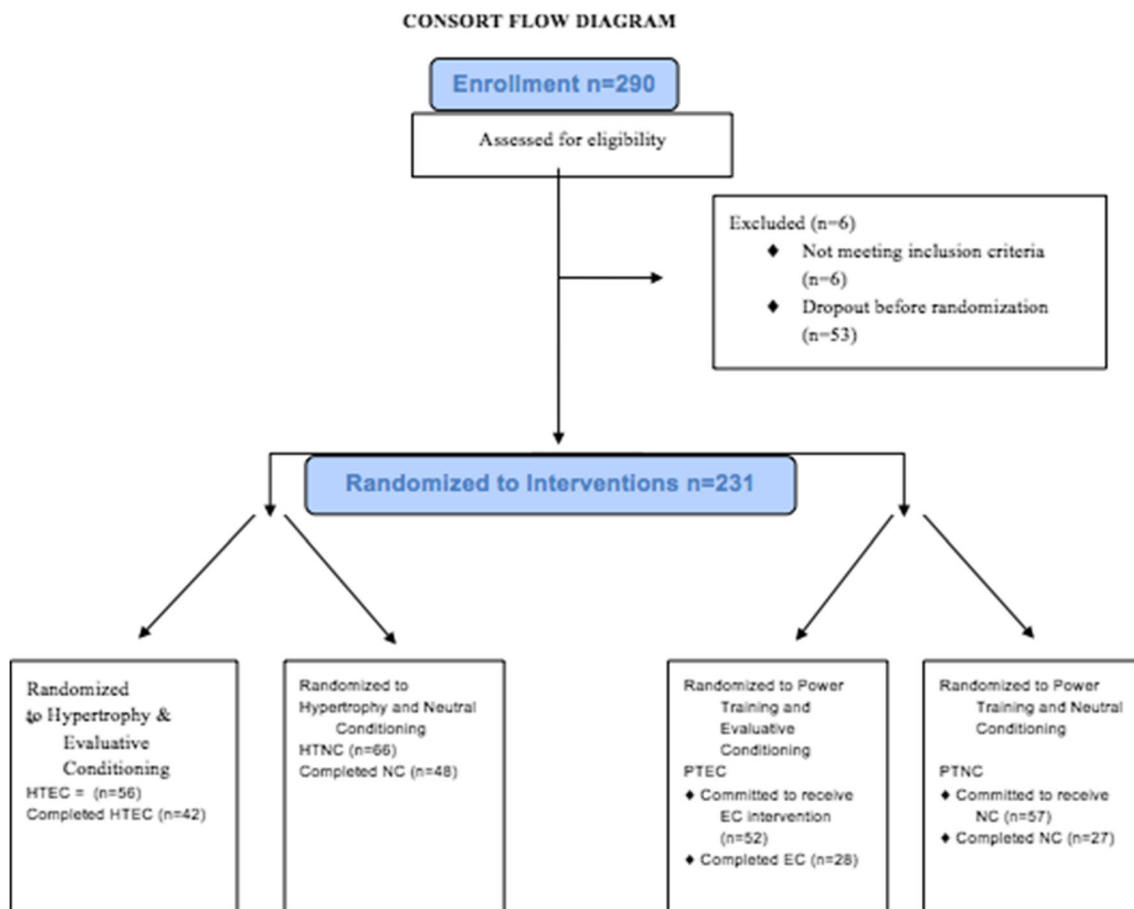 CONSORT FLOW DIAGRAM
Enrollment n=290
Assessed for eligibility
Excluded (n=6)
♦ Not meeting inclusion criteria
(n=6)
♦ Dropout before randomization
(n=53)
Randomized to Interventions n=231
Randomized
to Hypertrophy &
Evaluative
Conditioning
HTEC = (n=56)
Completed HTEC (n=42)
Randomized to
Hypertrophy and Neutral
Conditioning
HTNC (n=66)
Completed NC (n=48)
Randomized to Power
Training and
Evaluative
Conditioning
PTEC
♦ Committed to receive
EC intervention
(n=52)
♦ Completed EC (n=28)
Randomized to Power
Training and Neutral
Conditioning
PTNC
♦ Committed to receive
NC (n=57)
♦ Completed NC (n=27)